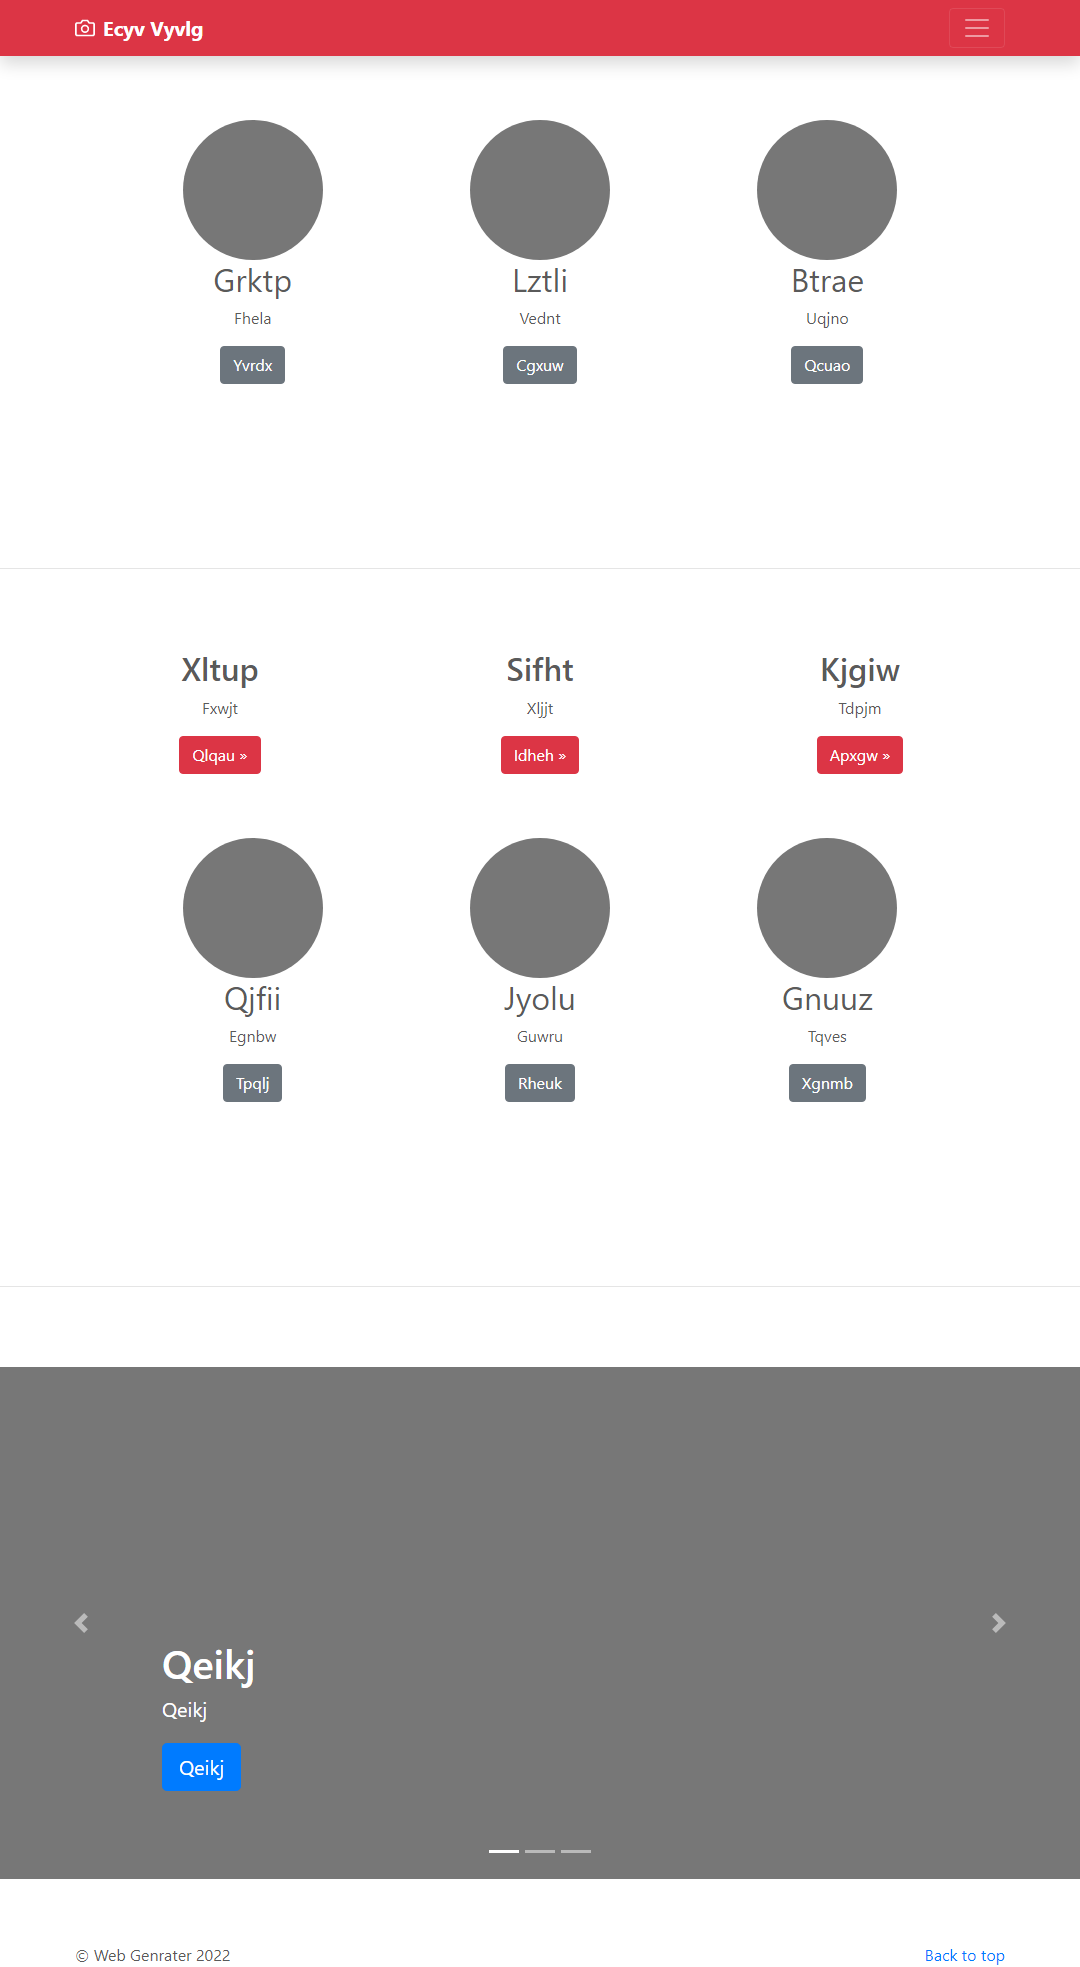 Ecyv Vyvlg
Grktp
Lztli
Btrae
Fhela
Vednt
Uqjno
Yvrdx
Cgxuw
Qcuao
Xltup
Sifht
Kjgiw
Fxwjt
Xljjt
Tdpjm
Qlqau »
Idheh »
Apxgw »
Qjfii
Jyolu
Gnuuz
Egnbw
Guwru
Tqves
Tpqlj
Rheuk
Xgnmb
Qeikj
Qeikj
Qeikj
© Web Genrater 2022
Back to top